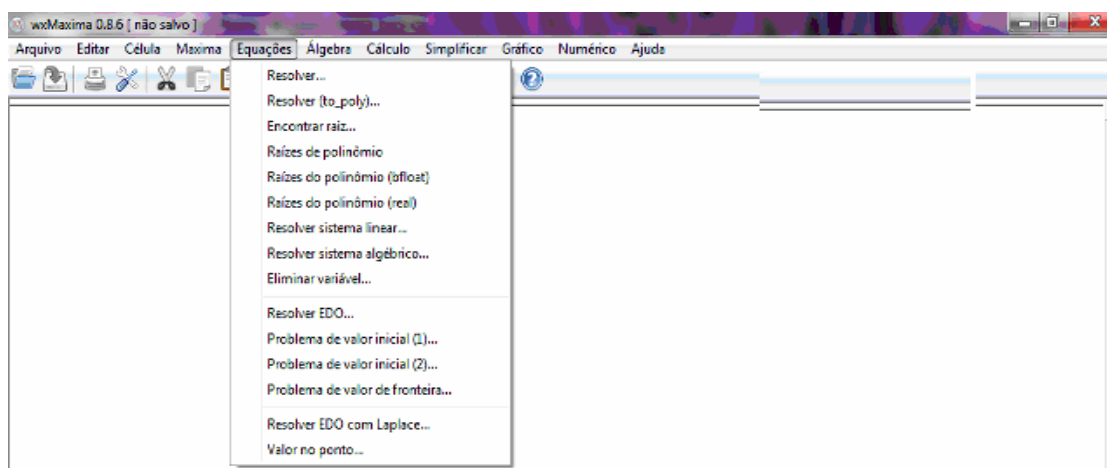 wxMaxima 0.8.6 [ não salvo ]
Arquivo Editar Célula Maxima Equações Álgebra Cálculo Simplificar Gráfico Numérico Ajuda
Resolver...
Resolver (to_poly)...
Encontrar raiz...
Raízes de polinômio
Raízes do polinômio (bfloat)
Raízes do polinômio (real)
Resolver sistema linear...
Resolver sistema algébrico...
Eliminar variável...
Resolver EDO...
Problema de valor inicial (1)...
Problema de valor inicial (2)...
Problema de valor de fronteira...
Resolver EDO com Laplace...
Valor no ponto...